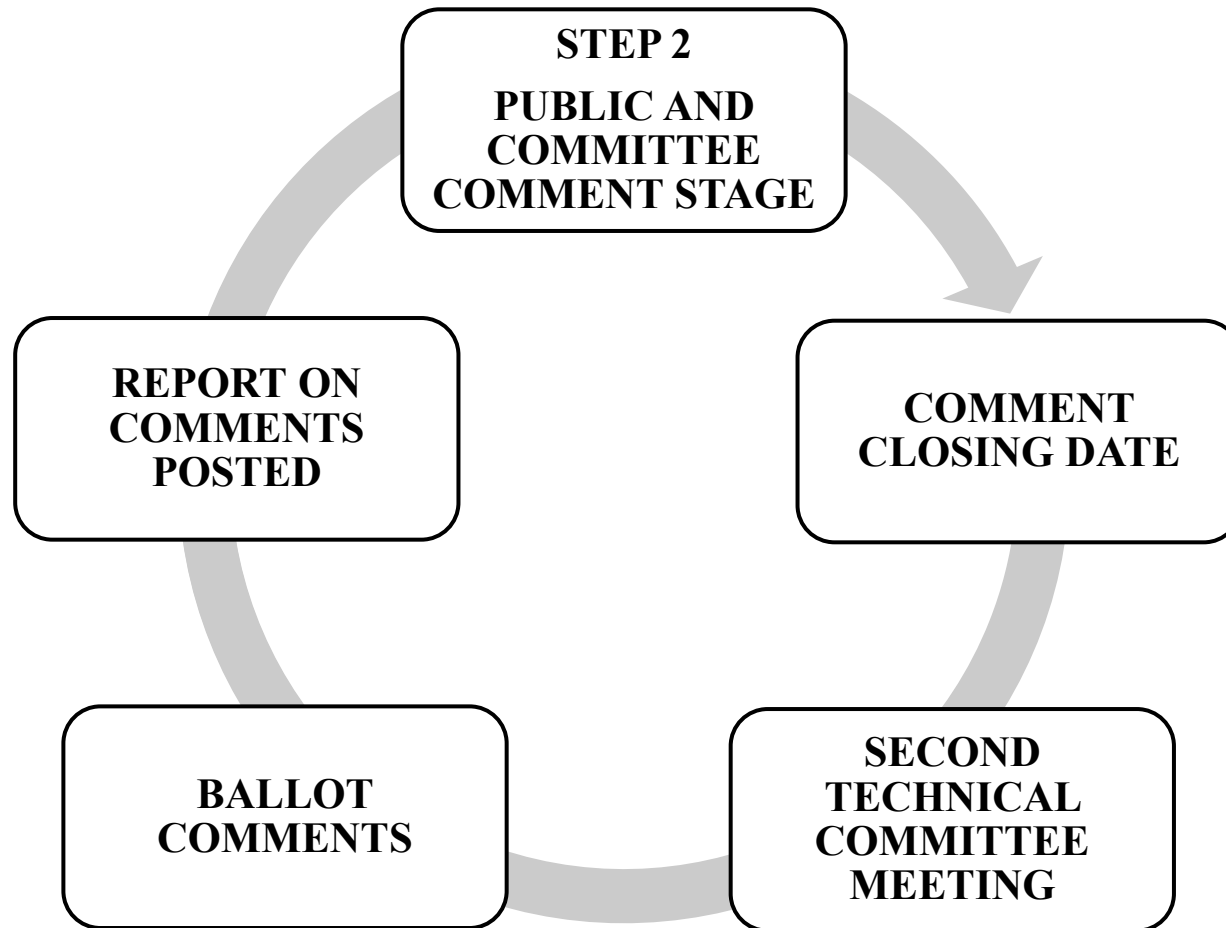 STEP 2
PUBLIC AND
COMMITTEE
COMMENT STAGE
COMMENT
CLOSING DATE
SECOND
TECHNICAL
COMMITTEE
MEETING
BALLOT
COMMENTS
REPORT ON
COMMENTS
POSTED